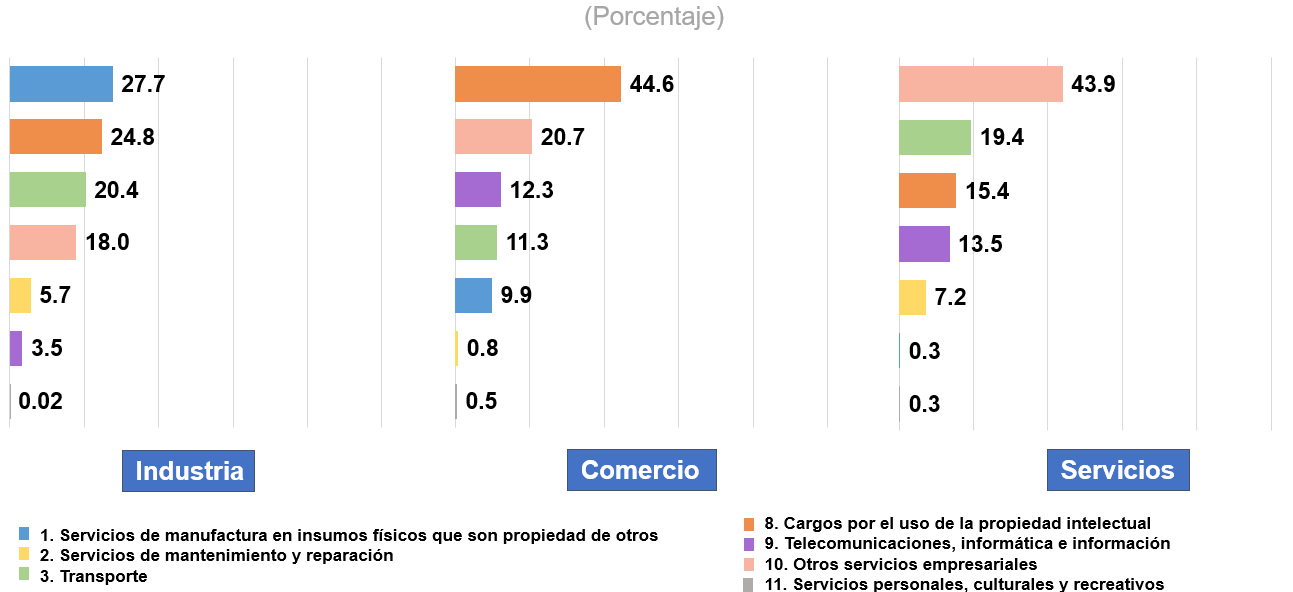 (Porcentaje)
27.7
24.8
20.4
18.0
5.7
3.5
0.02
Industria
44.6
20.7
12.3
11.3
9.9
0.8
0.5
Comercio
43.9
19.4
15.4
13.5
7.2
0.3
0.3
Servicios
1. Servicios de manufactura en insumos físicos que son propiedad de otros
2. Servicios de mantenimiento y reparación
3. Transporte
8. Cargos por el uso de la propiedad intelectual
9. Telecomunicaciones, informática e información
10. Otros servicios empresariales
11. Servicios personales, culturales y recreativos